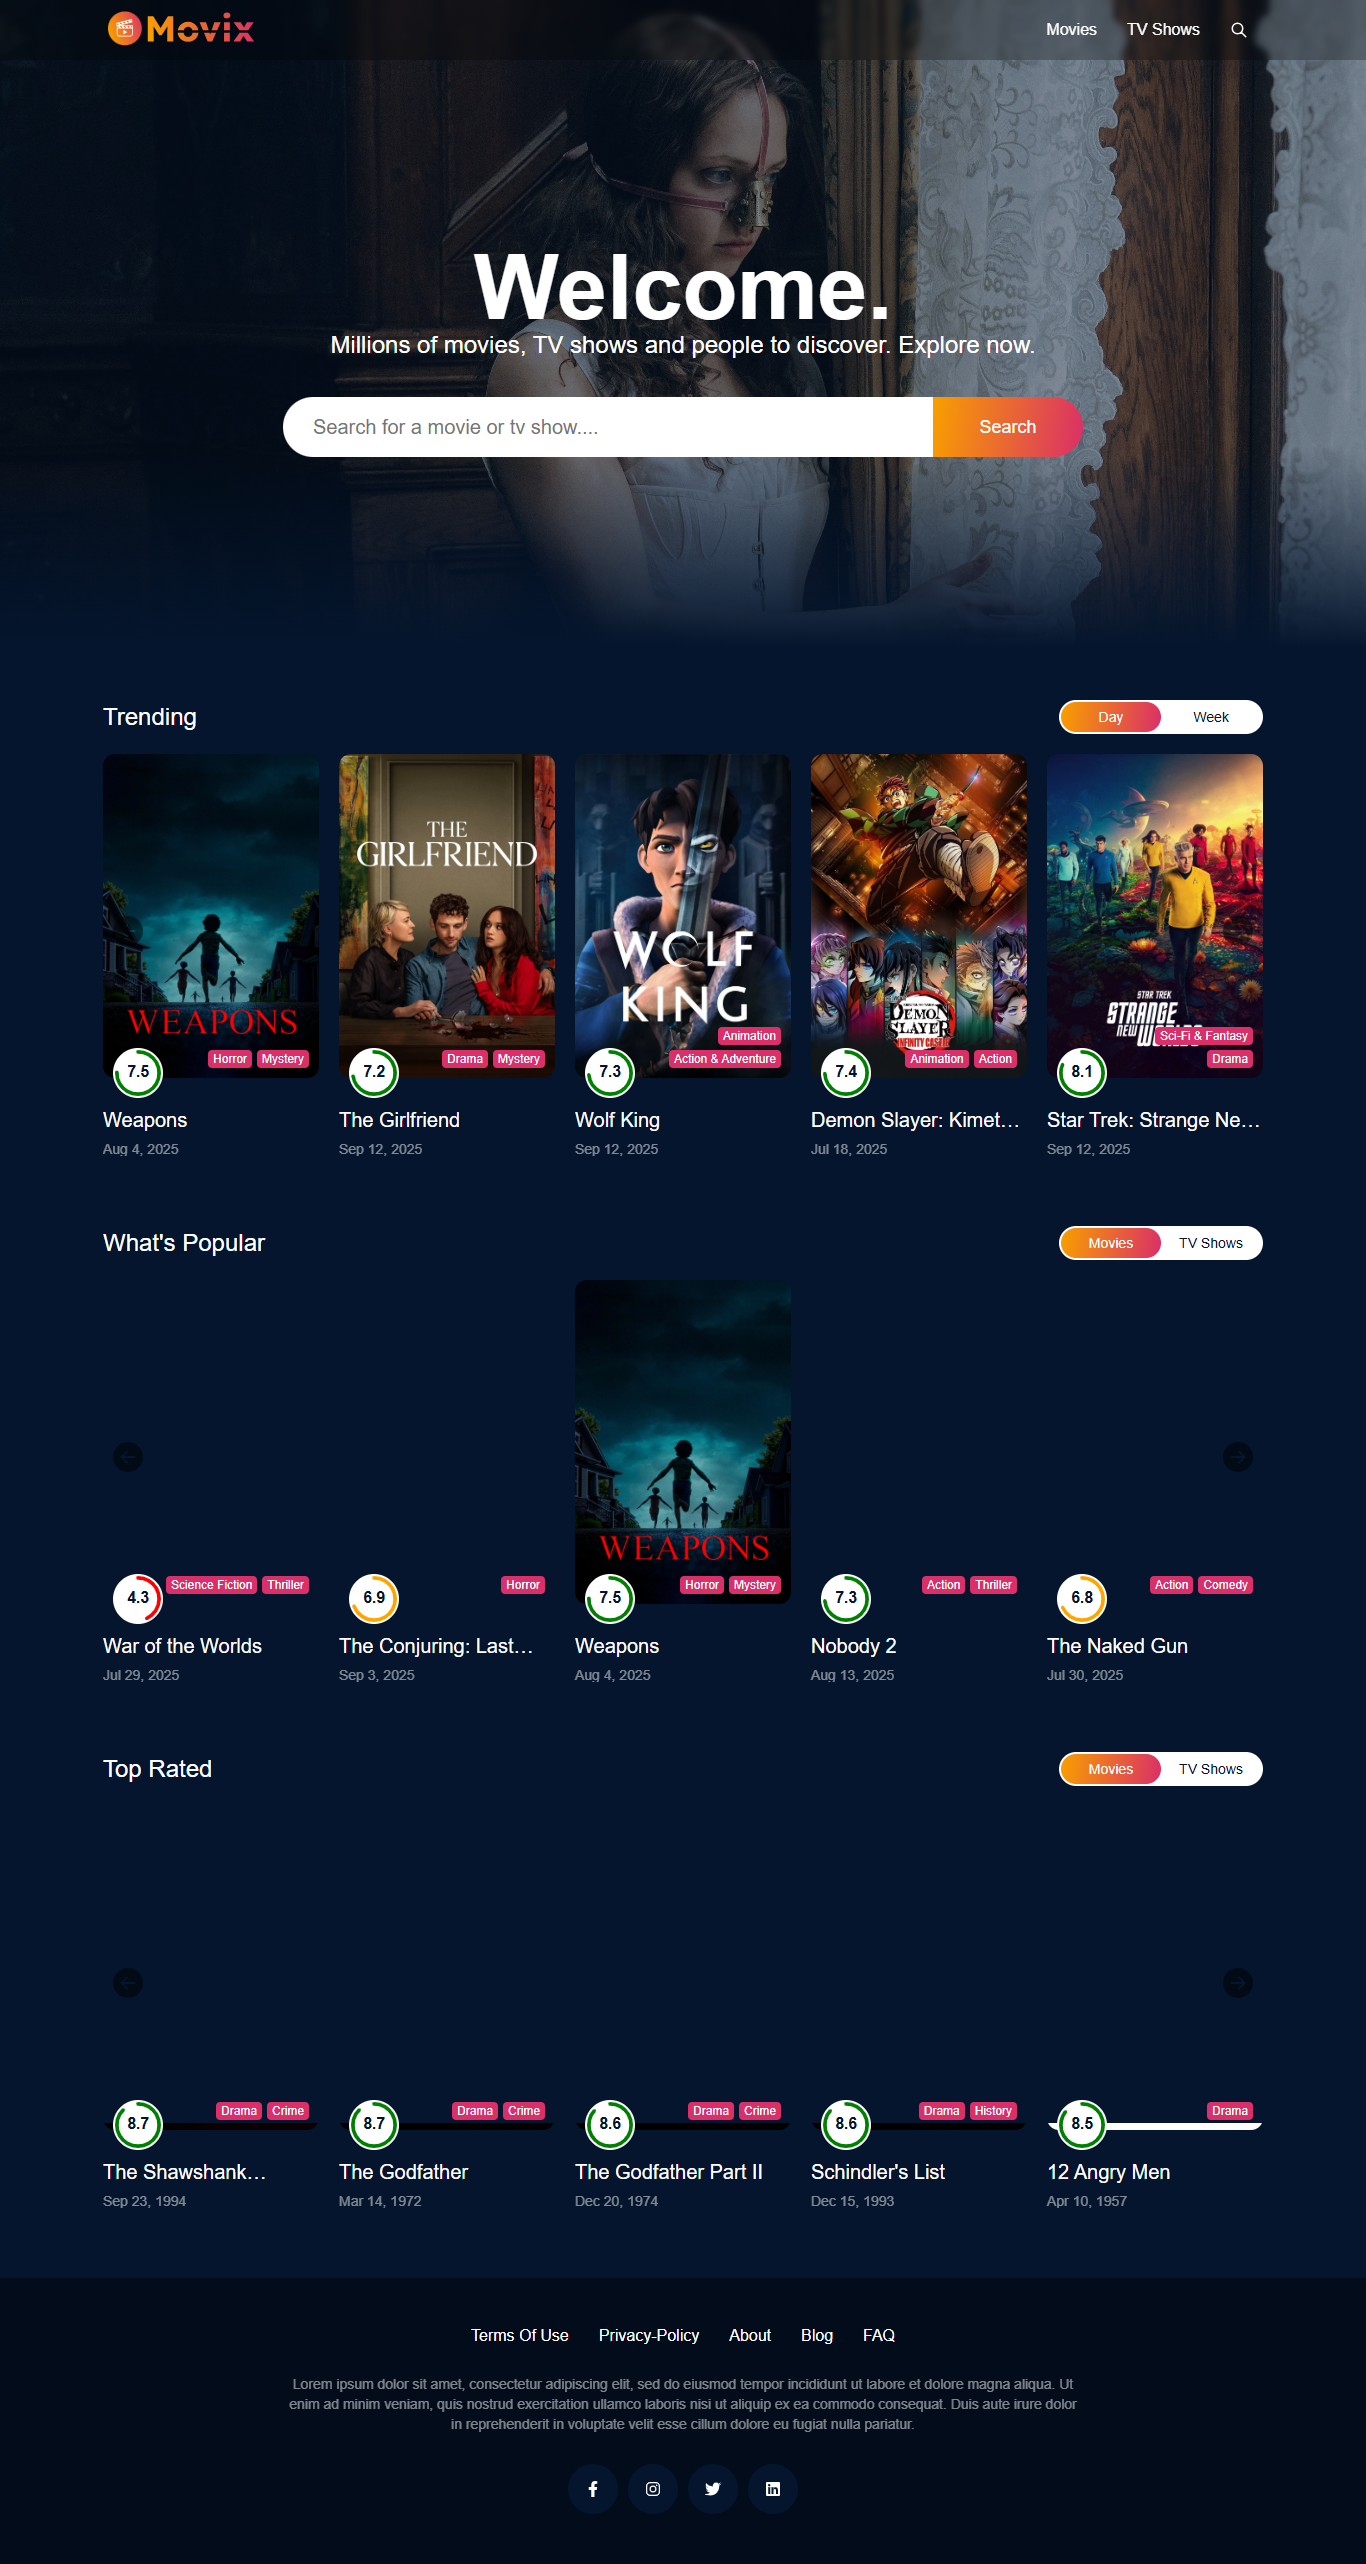 Movix
Movies TV Shows
Welcome.
Millions of movies, TV shows and people to discover. Explore now.
Search for a movie or tv show.... Search
Trending Day Week
WEAPONS
THE GIRLFRIEND
WOLF KING
DEMON SLAYER
INFINITY CASTLE
STAR TREK
STRANGE NEW WORLDS
7.5 Horror Mystery
7.2 Drama Mystery
7.3 Animation Action & Adventure
7.4 Animation Action
8.1 Sci-Fi & Fantasy Drama
Weapons The Girlfriend Wolf King Demon Slayer: Kimet... Star Trek: Strange Ne...
Aug 4, 2025 Sep 12, 2025 Sep 12, 2025 Jul 18, 2025 Sep 12, 2025
What's Popular Movies TV Shows
WEAPONS
4.3 Science Fiction Thriller 6.9 Horror 7.5 Horror Mystery 7.3 Action Thriller 6.8 Action Comedy
War of the Worlds The Conjuring: Last... Weapons Nobody 2 The Naked Gun
Jul 29, 2025 Sep 3, 2025 Aug 4, 2025 Aug 13, 2025 Jul 30, 2025
Top Rated Movies TV Shows
8.7 Drama Crime 8.7 Drama Crime 8.6 Drama Crime 8.6 Drama History 8.5 Drama
The Shawshank... The Godfather The Godfather Part II Schindler's List 12 Angry Men
Sep 23, 1994 Mar 14, 1972 Dec 20, 1974 Dec 15, 1993 Apr 10, 1957
Terms Of Use Privacy-Policy About Blog FAQ
Lorem ipsum dolor sit amet, consectetur adipiscing elit, sed do eiusmod tempor incididunt ut labore et dolore magna aliqua. Ut
enim ad minim veniam, quis nostrud exercitation ullamco laboris nisi ut aliquip ex ea commodo consequat. Duis aute irure dolor
in reprehenderit in voluptate velit esse cillum dolore eu fugiat nulla pariatur.